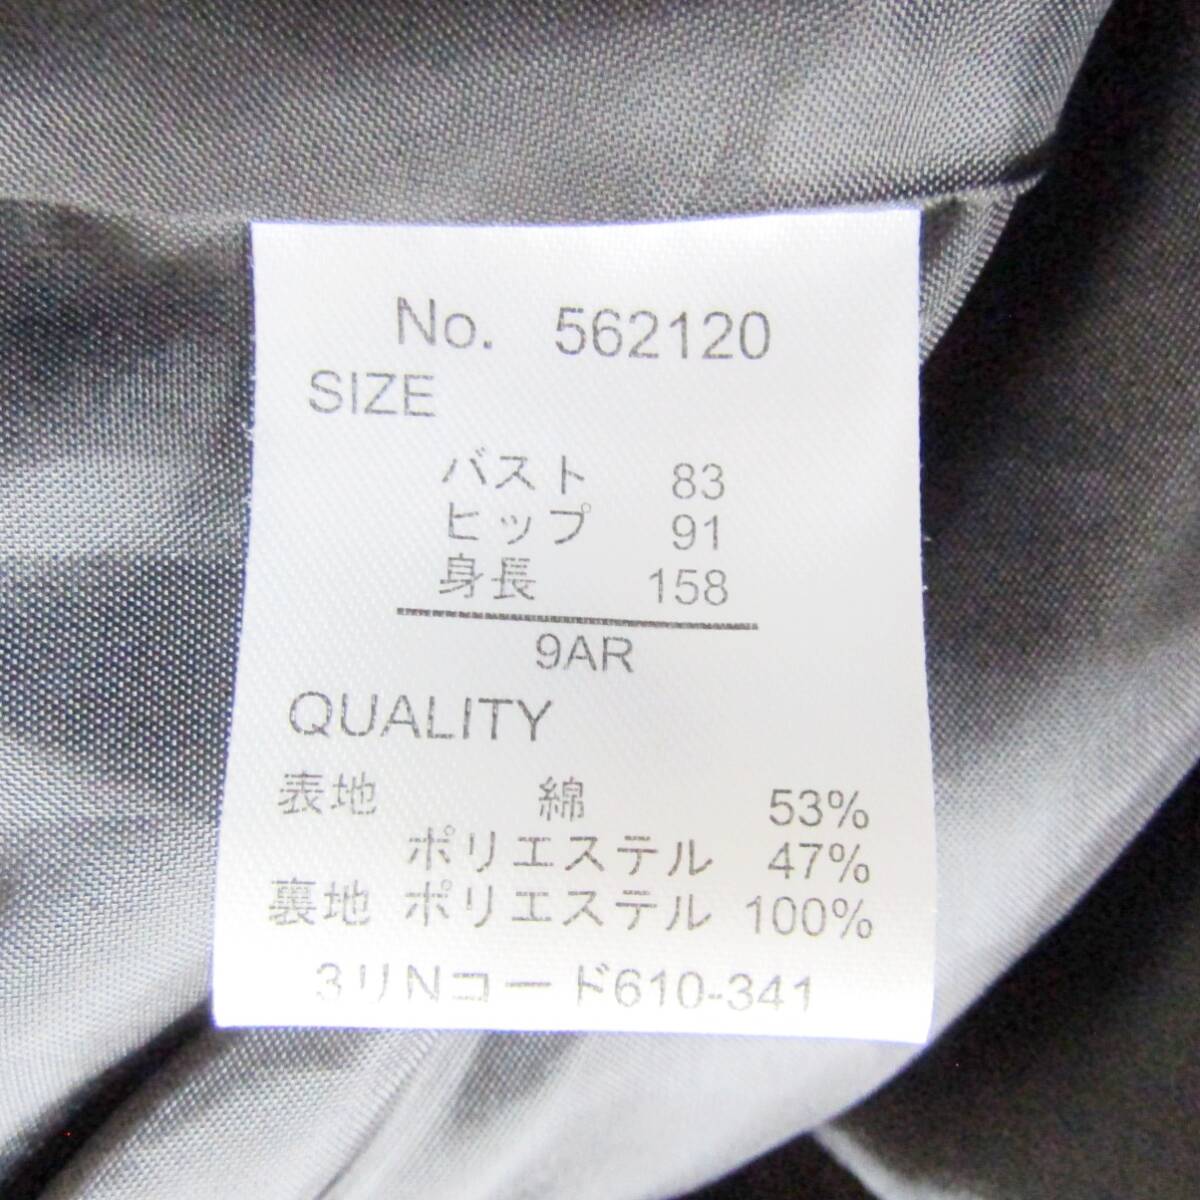 No. 562120
SIZE
バスト 83
ヒップ 91
身長 158
9AR
QUALITY
表地 綿 53%
ポリエステル 47%
裏地 ポリエステル 100%
3リNコード610-341